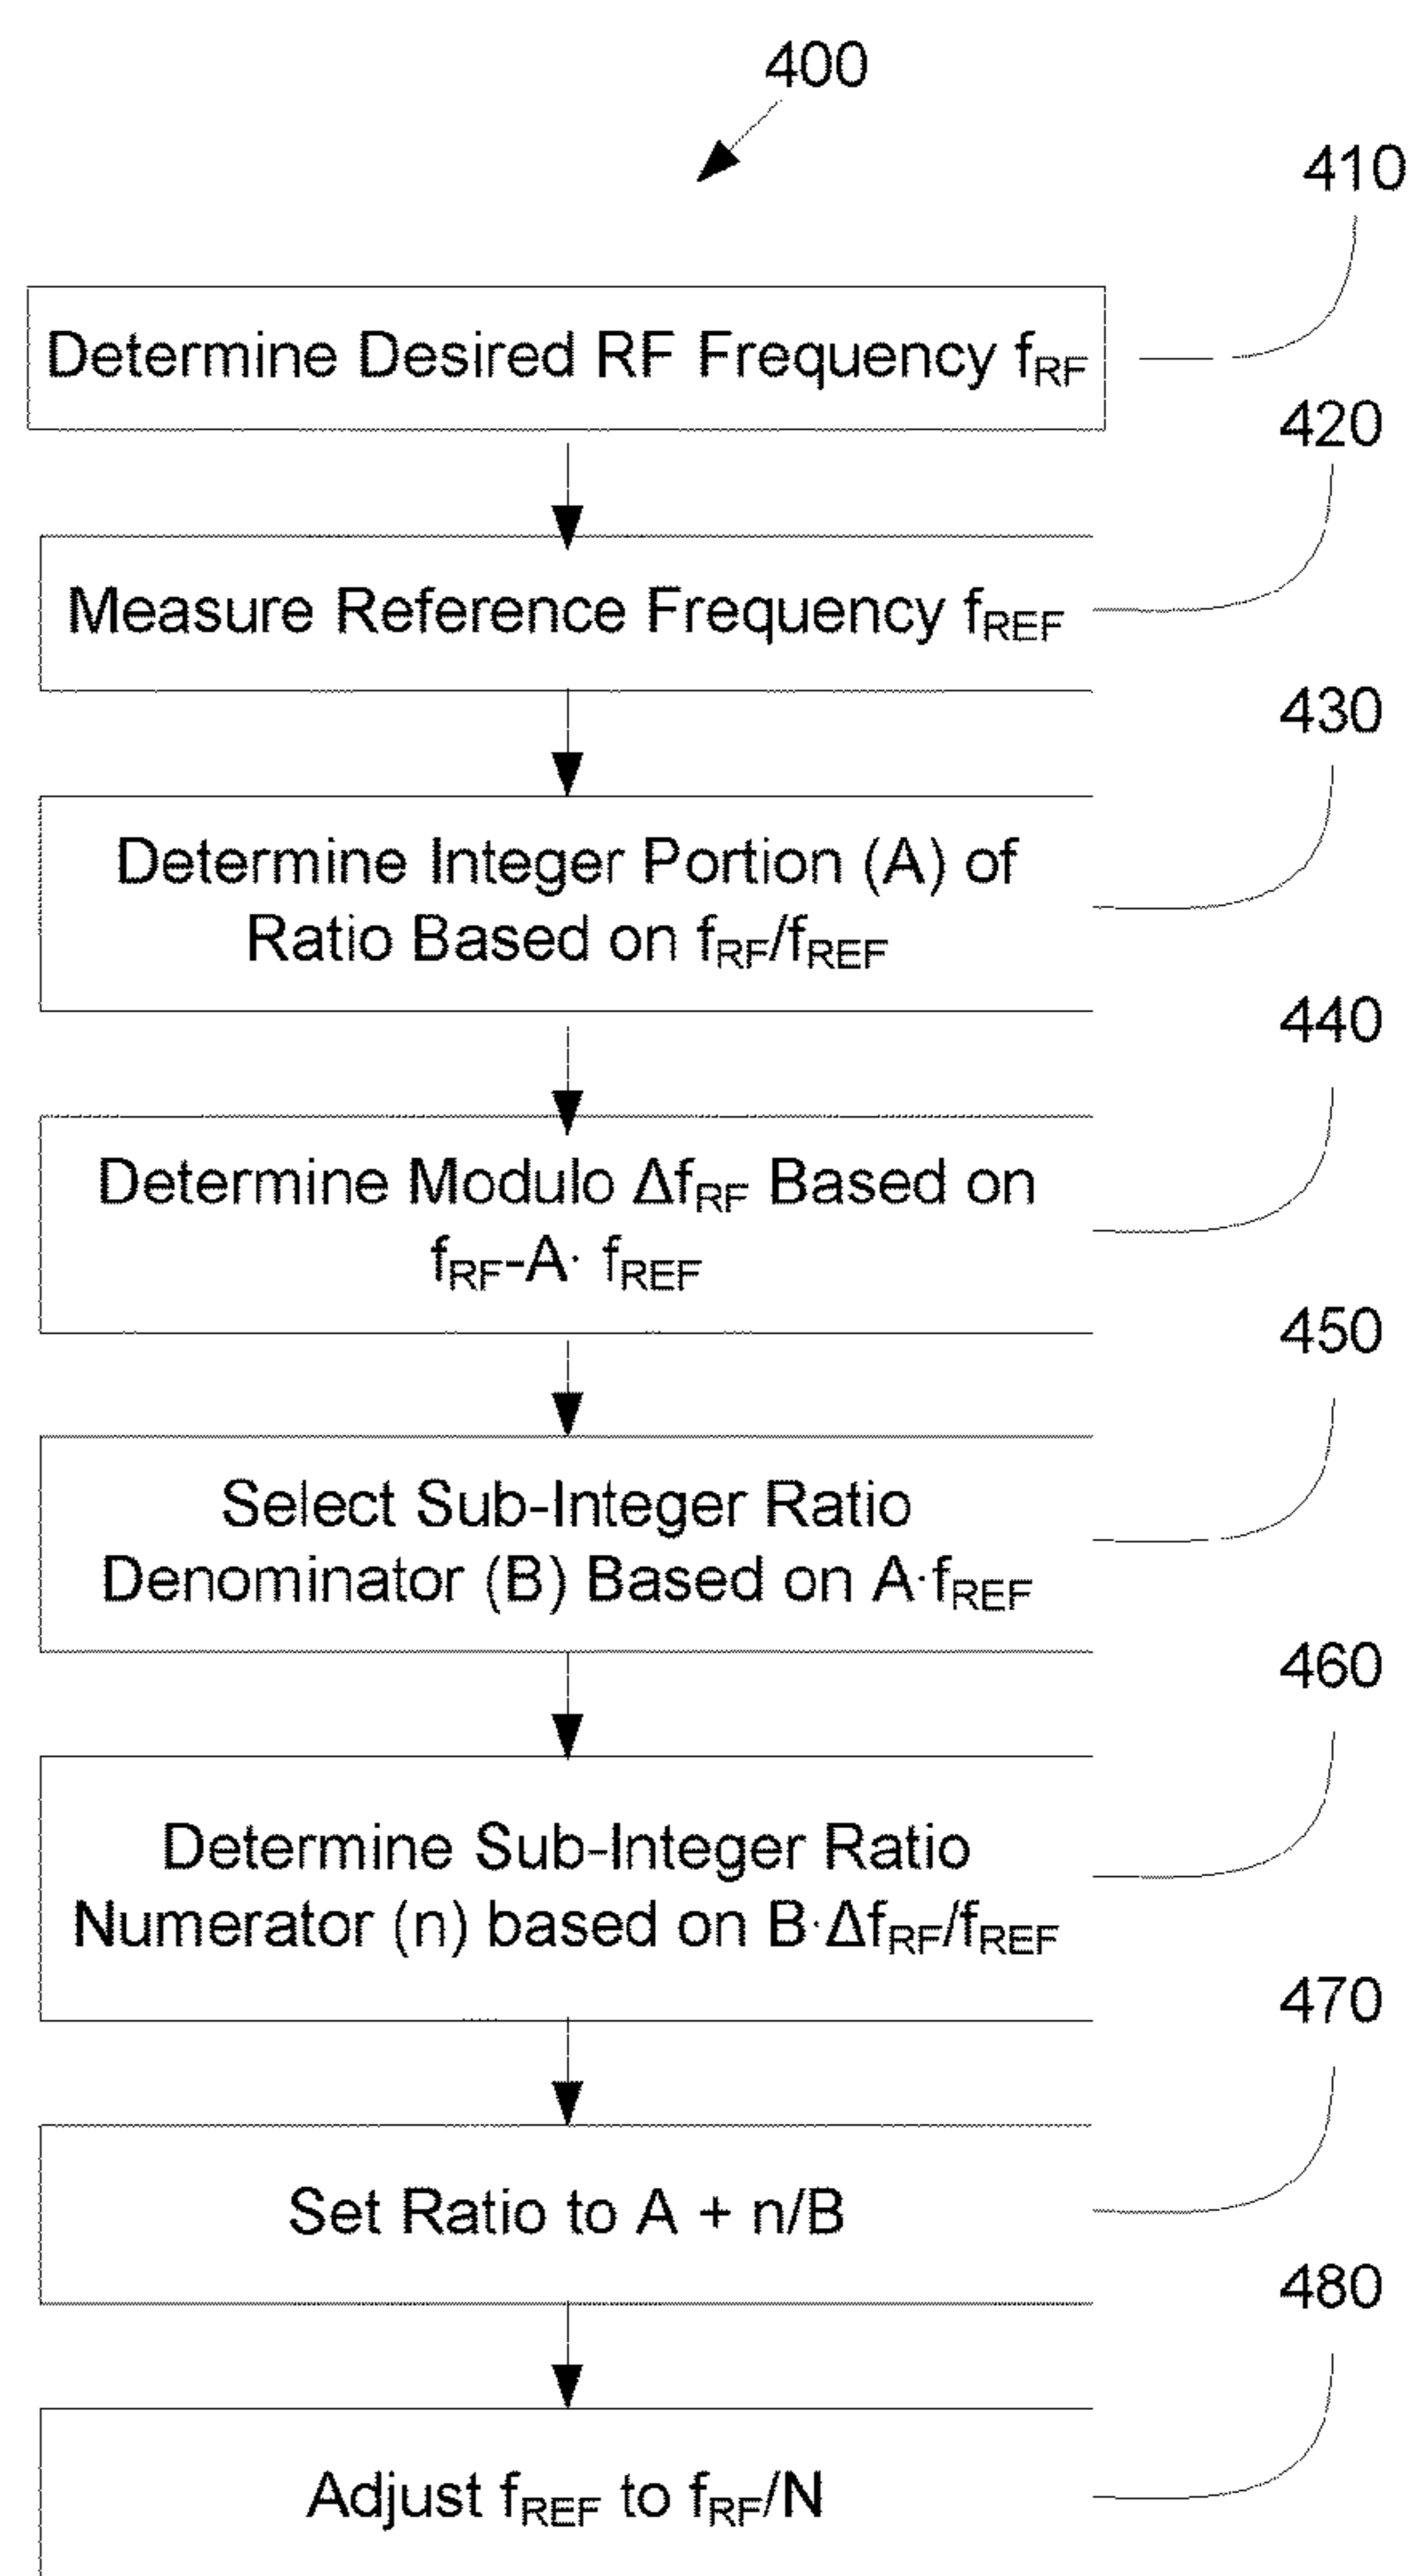 400
410
Determine Desired RF Frequency fRF
420
Measure Reference Frequency fREF
430
Determine Integer Portion (A) of
Ratio Based on fRF/fREF
440
Determine Modulo ΔfRF Based on
fRF-A· fREF
450
Select Sub-Integer Ratio
Denominator (B) Based on A·fREF
460
Determine Sub-Integer Ratio
Numerator (n) based on B·ΔfRF/fREF
470
Set Ratio to A + n/B
480
Adjust fREF to fRF/N